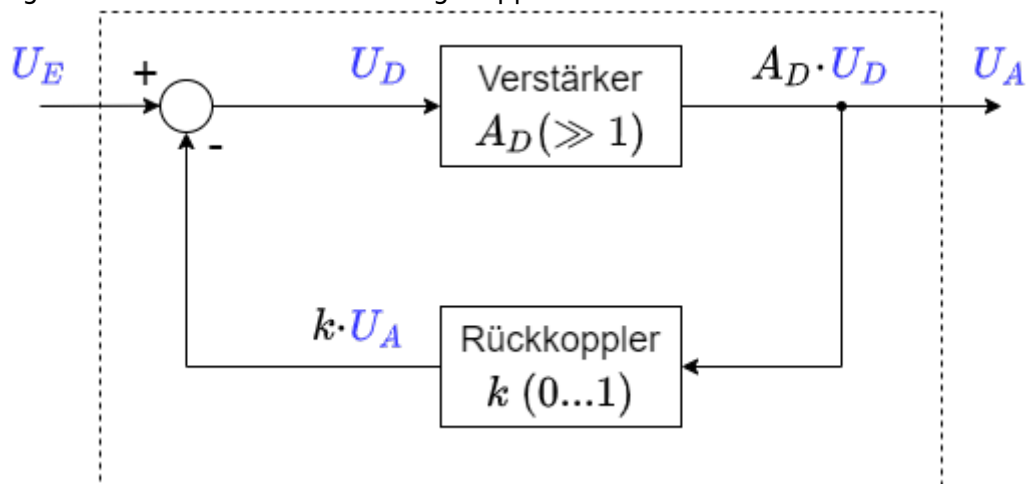 U_E
+
-
U_D
Verstärker
A_D(≫ 1)
A_D·U_D
U_A
k·U_A
Rückkoppler
k (0...1)